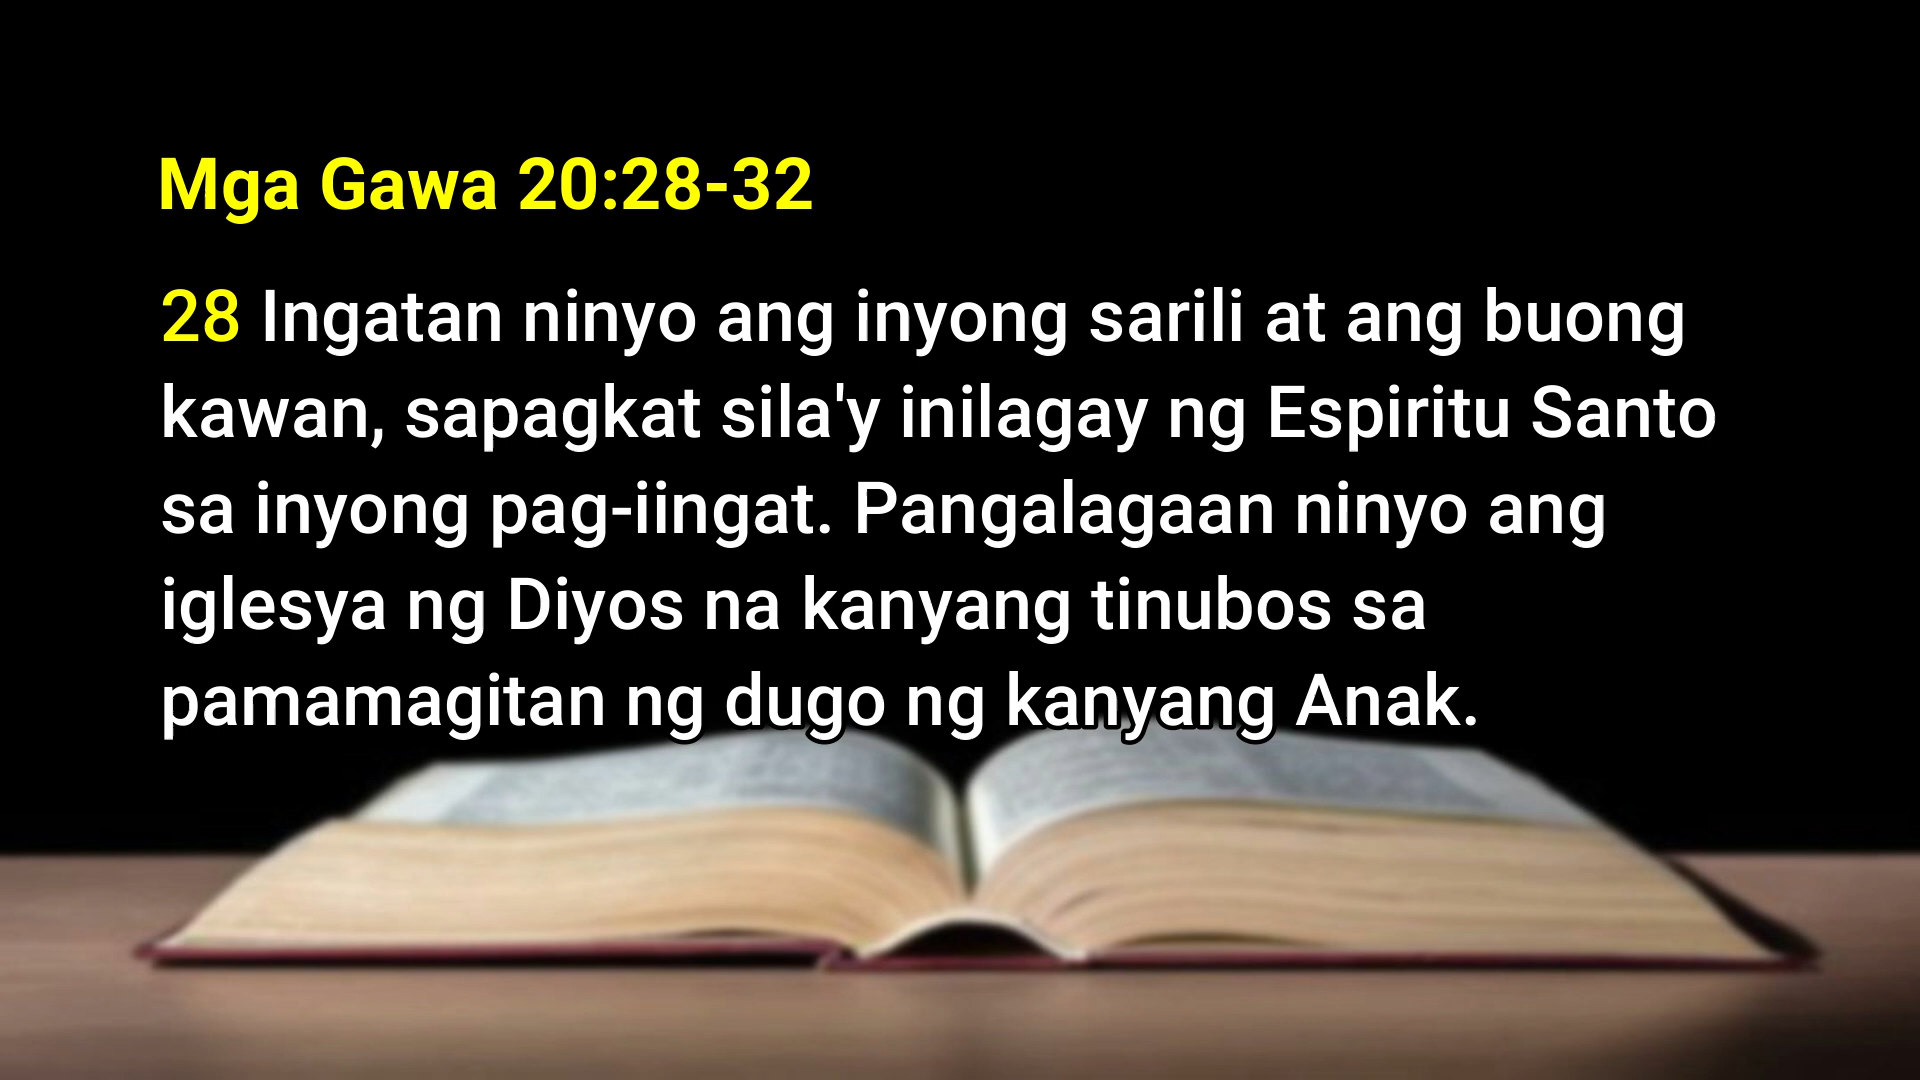 Mga Gawa 20:28-32
28 Ingatan ninyo ang inyong sarili at ang buong
kawan, sapagkat sila'y inilagay ng Espiritu Santo
sa inyong pag-iingat. Pangalagaan ninyo ang
iglesya ng Diyos na kanyang tinubos sa
pamamagitan ng dugo ng kanyang Anak.